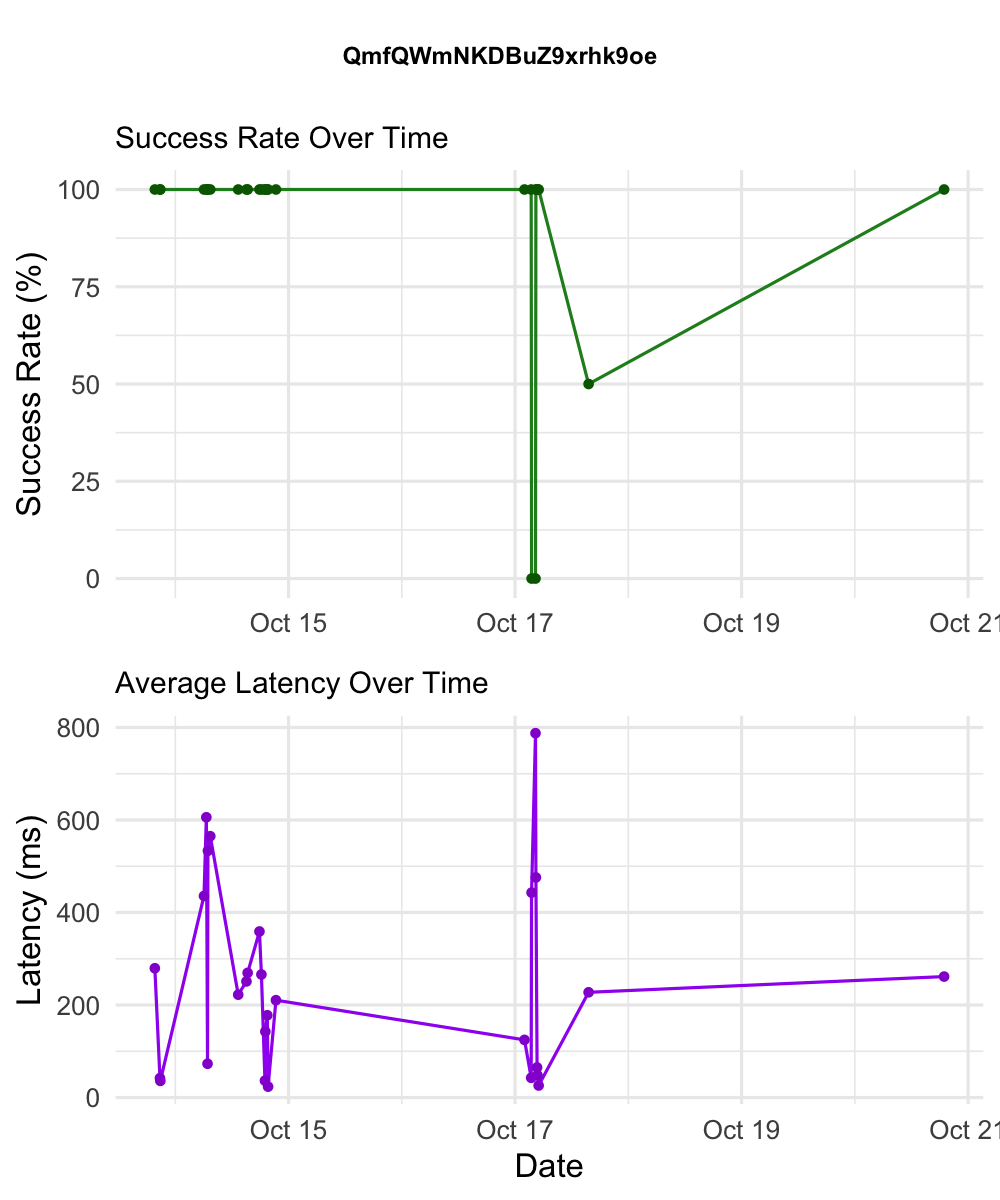 QmfQWmNKDBuZ9xrhk9oe
Success Rate Over Time
100
75
50
25
0
Success Rate (%)
Oct 15 Oct 17 Oct 19 Oct 21
Average Latency Over Time
800
600
400
200
0
Latency (ms)
Oct 15 Oct 17 Oct 19 Oct 21
Date